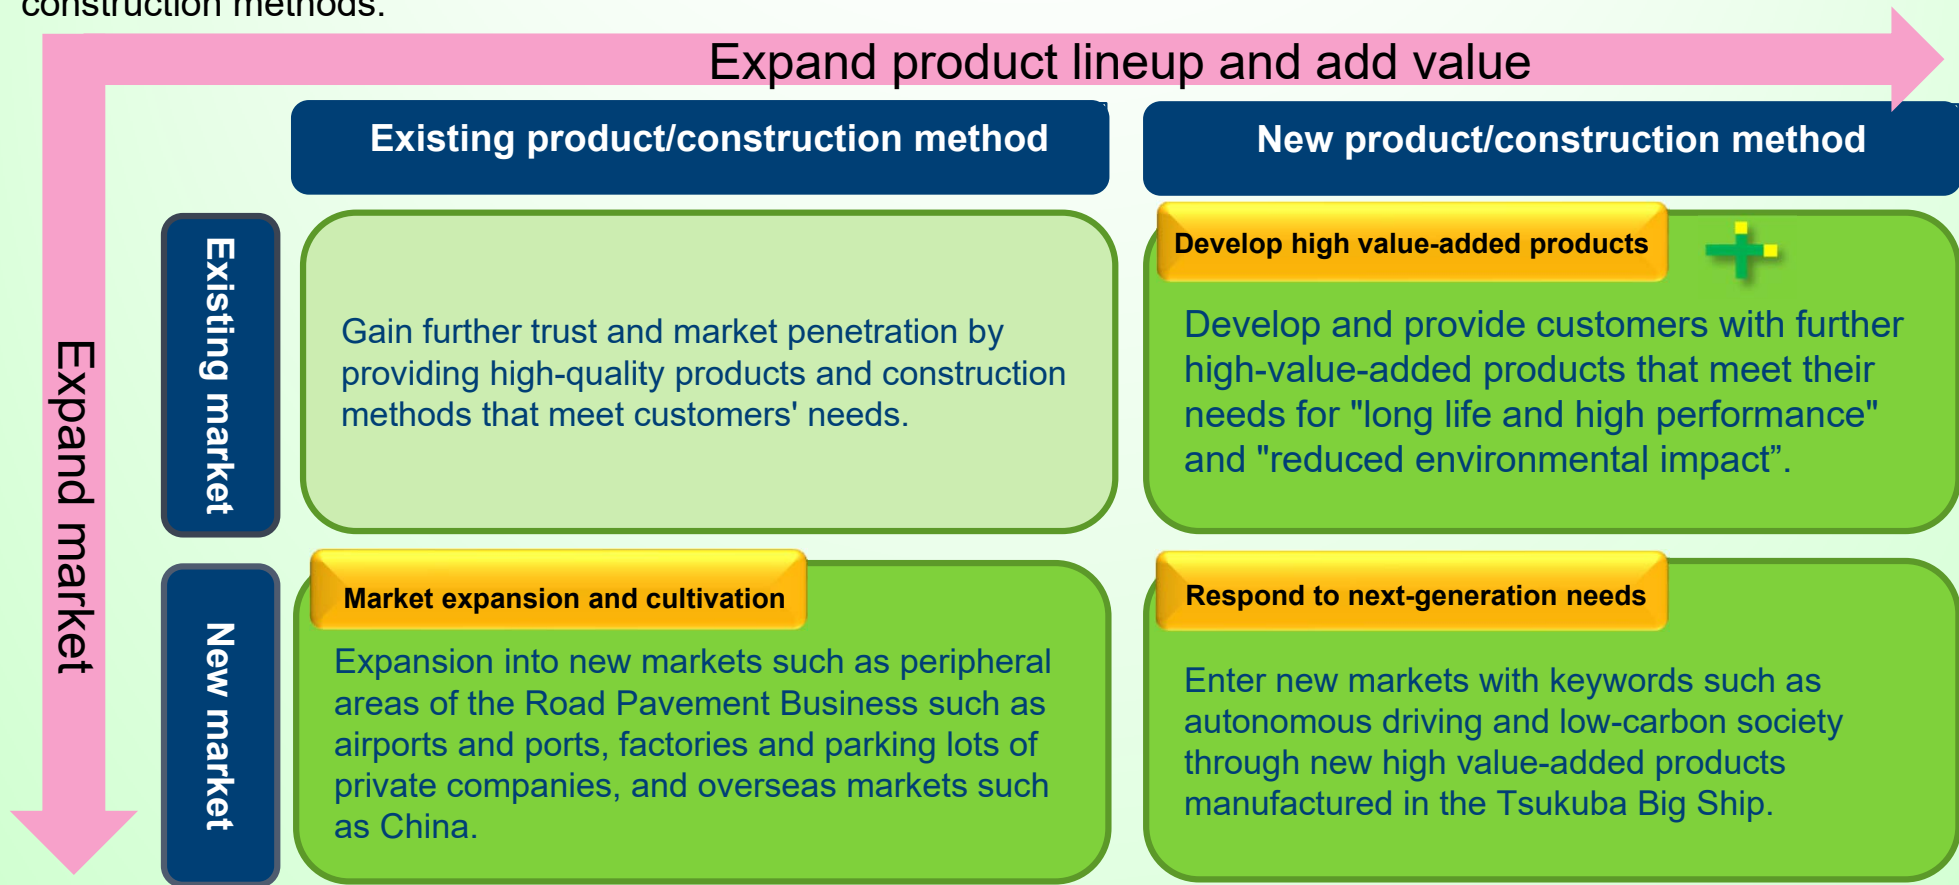 construction methods.
Expand product lineup and add value
Existing product/construction method
New product/construction method
Expand market
Existing market
Gain further trust and market penetration by
providing high-quality products and construction
methods that meet customers' needs.
Develop high value-added products
Develop and provide customers with further
high-value-added products that meet their
needs for "long life and high performance"
and "reduced environmental impact”.
New market
Market expansion and cultivation
Expansion into new markets such as peripheral
areas of the Road Pavement Business such as
airports and ports, factories and parking lots of
private companies, and overseas markets such
as China.
Respond to next-generation needs
Enter new markets with keywords such as
autonomous driving and low-carbon society
through new high value-added products
manufactured in the Tsukuba Big Ship.